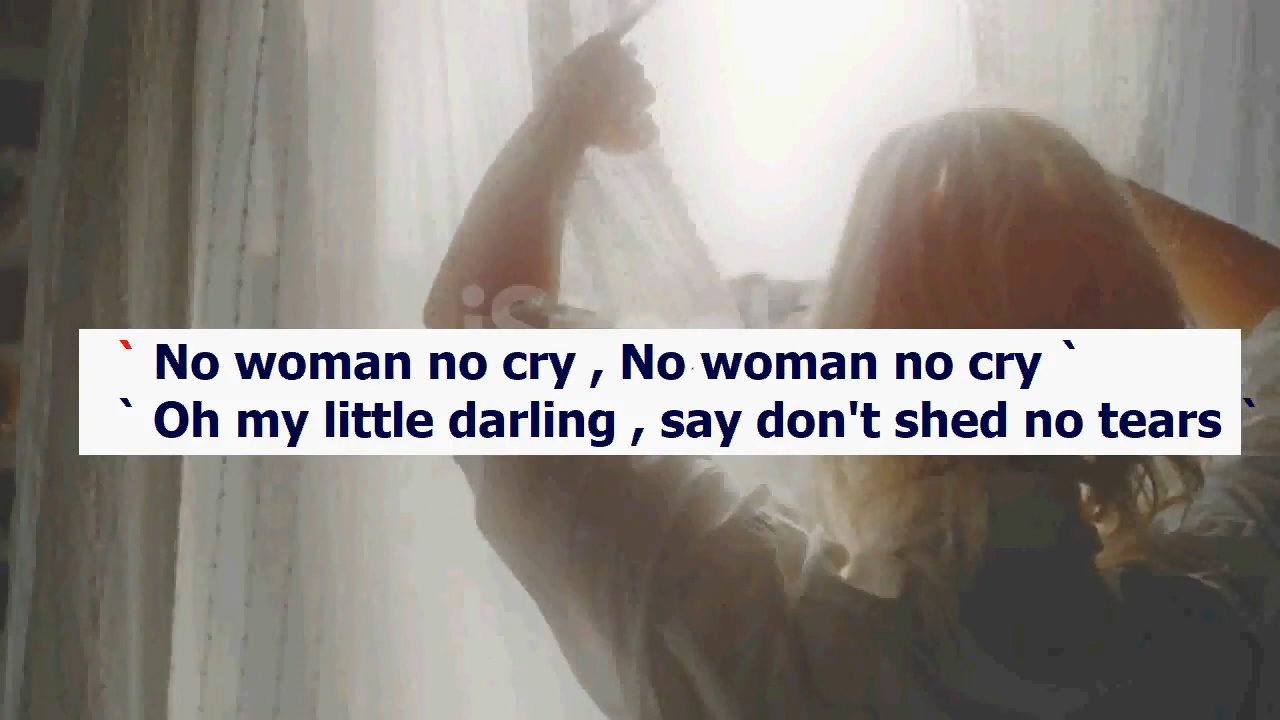 ` No woman no cry , No woman no cry `
` Oh my little darling , say don't shed no tears `